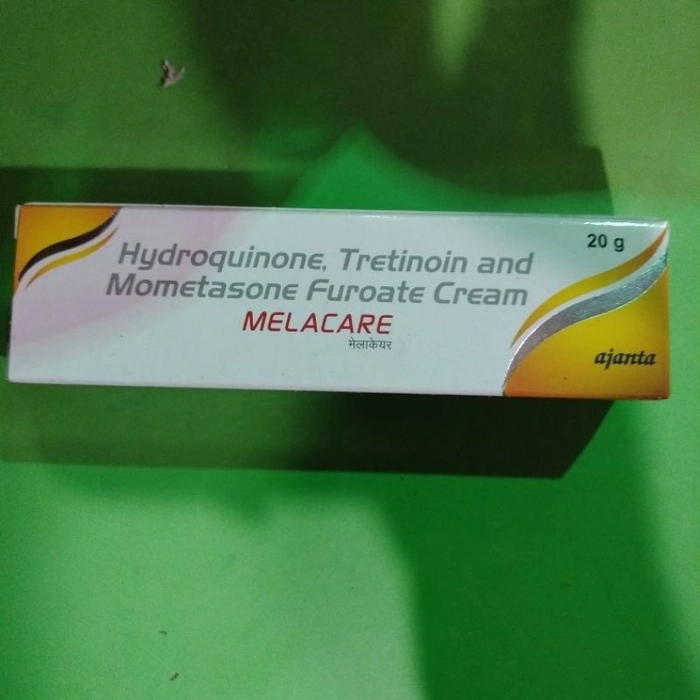 20 g
Hydroquinone, Tretinoin and
Mometasone Furoate Cream
MELACARE
मेलाकेयर
ajanta